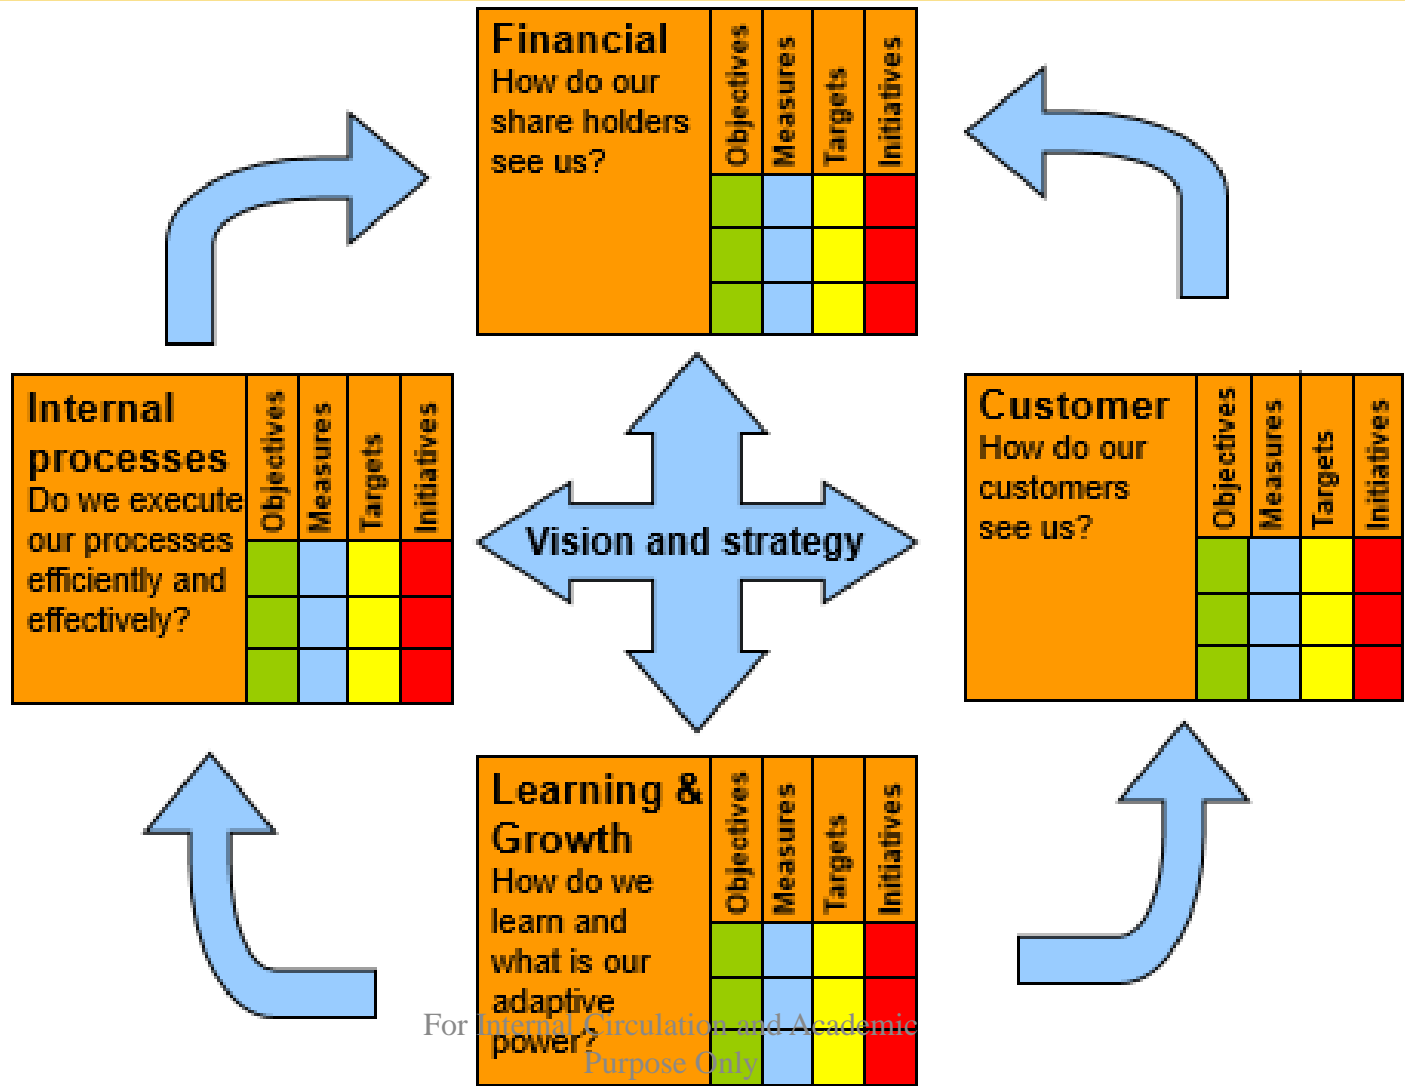 Financial
How do our
share holders
see us?
Objectives
Measures
Targets
Initiatives
Internal
processes
Do we execute
our processes
efficiently and
effectively?
Objectives
Measures
Targets
Initiatives
Vision and strategy
Customer
How do our
customers
see us?
Objectives
Measures
Targets
Initiatives
Learning &
Growth
How do we
learn and
what is our
adaptive
power?
Objectives
Measures
Targets
Initiatives
For Internal Circulation and Academic
Purpose Only